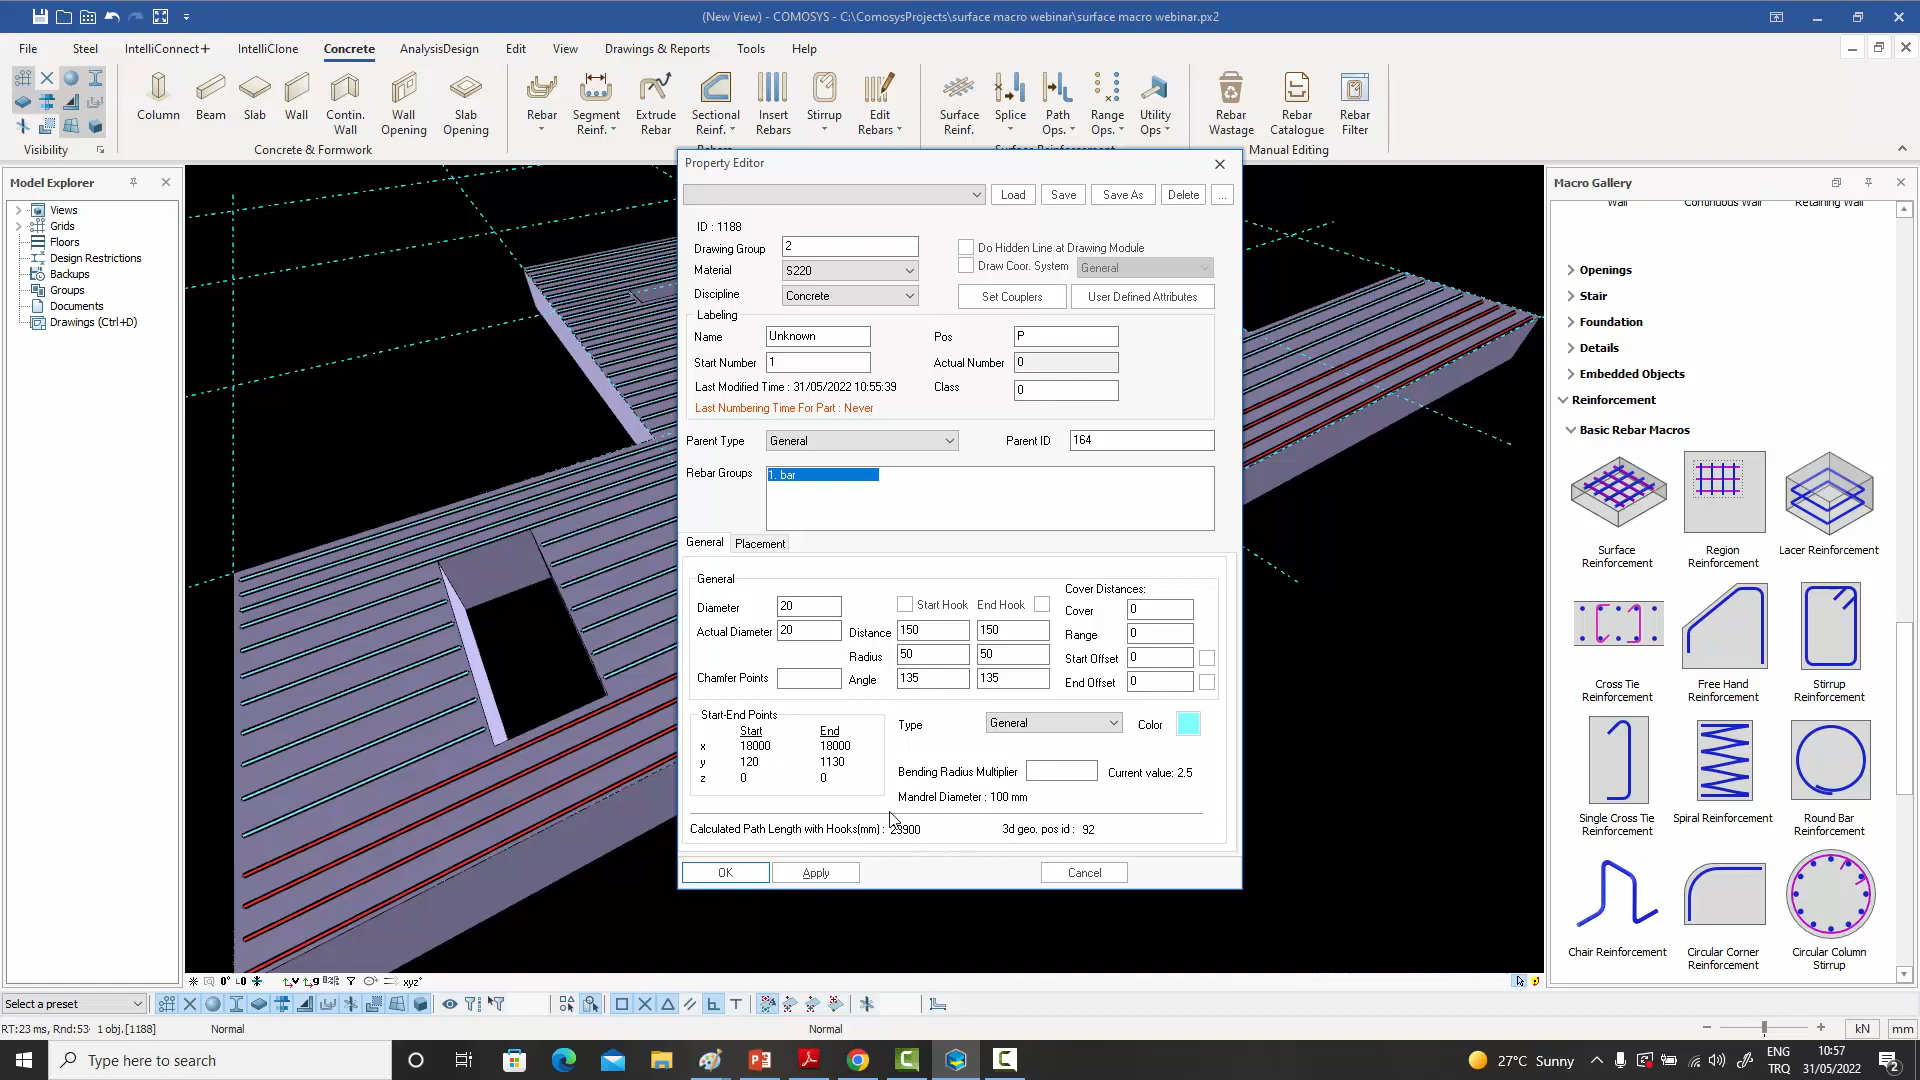 (New View) - COMOSYS - C:\ComosysProjects\surface macro webinar\surface macro webinar.px2
File Steel IntelliConnect+ IntelliClone Concrete AnalysisDesign Edit View Drawings & Reports Tools Help
Column Beam Slab Wall Contin. Wall Wall Opening Slab Opening Rebar Segment Reinf. Extrude Rebar Sectional Reinf. Insert Rebars Stirrup Edit Rebars Surface Reinf. Splice Path Ops. Range Ops. Utility Ops Rebar Wastage Rebar Catalogue Rebar Filter
Visibility Concrete & Formwork Manual Editing
Model Explorer
Views
Grids
Floors
Design Restrictions
Backups
Groups
Documents
Drawings (Ctrl+D)
Property Editor
Load Save Save As Delete ...
ID : 1188
Drawing Group 2 Do Hidden Line at Drawing Module
Material S220 Draw Coor. System General
Discipline Concrete Set Couplers User Defined Attributes
Labeling
Name Unknown Pos P
Start Number 1 Actual Number 0
Last Modified Time : 31/05/2022 10:55:39 Class 0
Last Numbering Time For Part : Never
Parent Type General Parent ID 164
Rebar Groups 1. bar
General Placement
General Cover Distances:
Diameter 20 Start Hook End Hook Cover 0
Actual Diameter 20 Distance 150 150 Range 0
Radius 50 50 Start Offset 0
Chamfer Points Angle 135 135 End Offset 0
Start-End Points Type General Color
Start End
x 18000 18000
y 120 1130
z 0 0
Bending Radius Multiplier Current value: 2.5
Mandrel Diameter : 100 mm
Calculated Path Length with Hooks(mm) : 23900 3d geo. pos id : 92
OK Apply Cancel
Macro Gallery
Wall Continuous Wall Retaining Wall
Openings
Stair
Foundation
Details
Embedded Objects
Reinforcement
Basic Rebar Macros
Surface Reinforcement Region Reinforcement Lacer Reinforcement
Cross Tie Reinforcement Free Hand Reinforcement Stirrup Reinforcement
Single Cross Tie Reinforcement Spiral Reinforcement Round Bar Reinforcement
Chair Reinforcement Circular Corner Reinforcement Circular Column Stirrup
xyz
Select a preset
RT:23 ms, Rnd:53 1 obj.[1188] Normal Normal kN mm
Type here to search
27°C Sunny ENG TRQ 10:57 31/05/2022 2